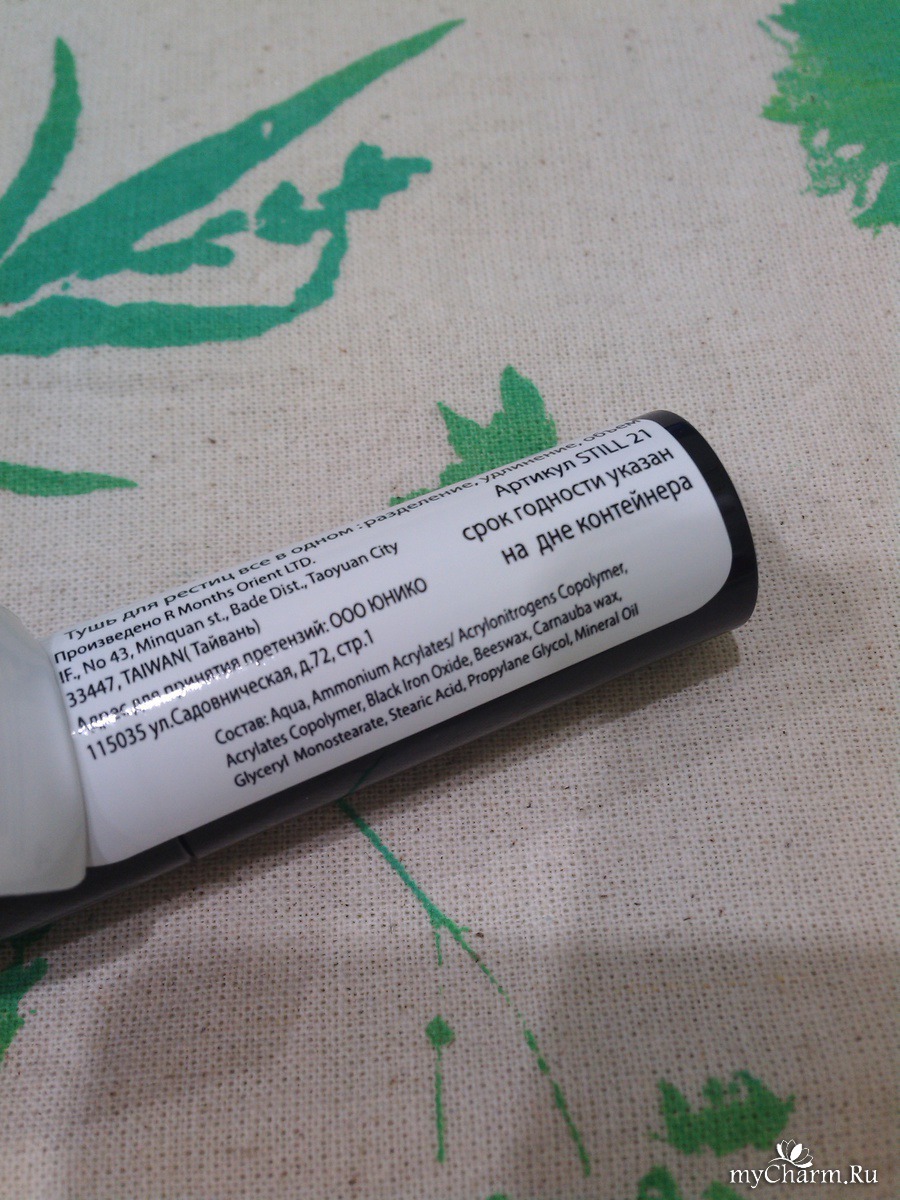 Тушь для рестиц все в одном :разделение, удлинение, объем
Артикул STILL 21
Произведено R Months Orient LTD.
IF., No 43, Minquan st., Bade Dist., Taoyuan City
33447, TAIWAN( Тайвань)
срок годности указан
на дне контейнера
Адрес для принятия претензий: ООО ЮНИКО
115035 ул.Садовническая, д.72, стр.1
Состав: Aqua, Ammonium Acrylates/ Acrylonitrogens Copolymer,
Acrylates Copolymer, Black Iron Oxide, Beeswax, Carnauba wax,
Glyceryl Monostearate, Stearic Acid, Propylane Glycol, Mineral Oil
myCharm.Ru